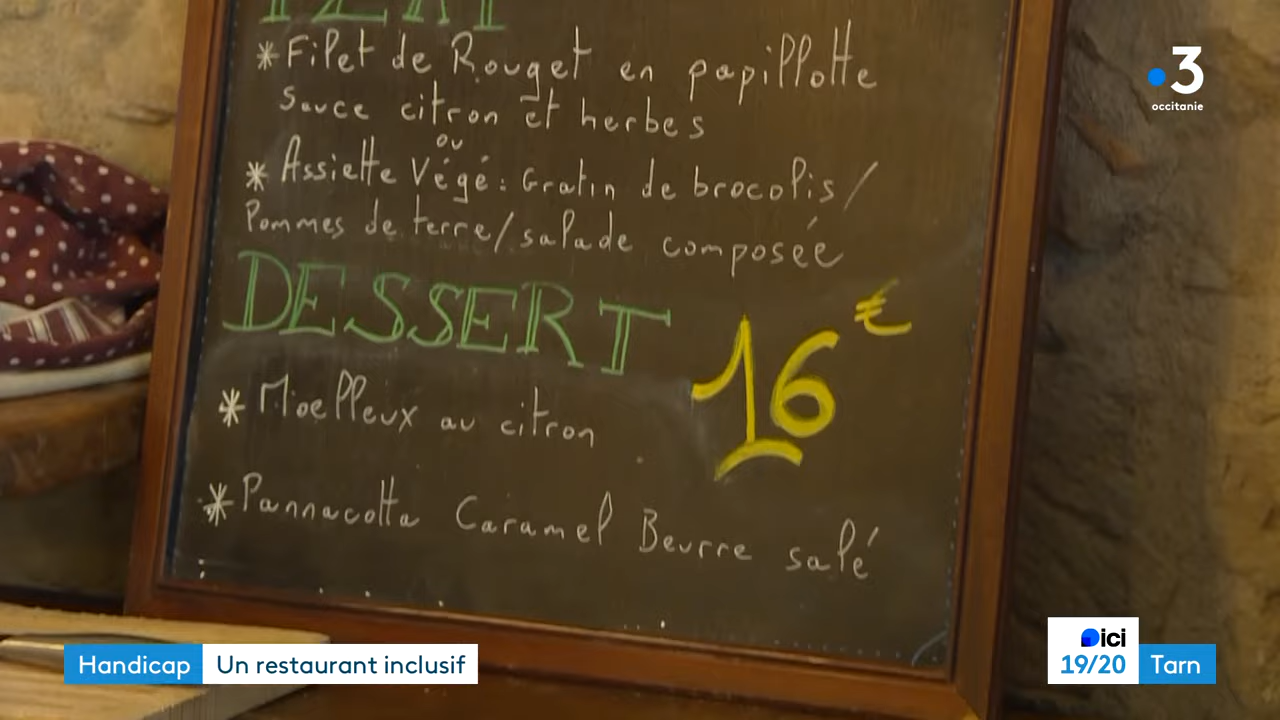 PLAT
* Filet de Rouget en papillotte
sauce citron et herbes
ou
* Assiette Végé : Gratin de brocolis /
Pommes de terre / salade composée
DESSERT
16€
* Moelleux au citron
* Pannacotta Caramel Beurre salé
3
occitanie
Handicap Un restaurant inclusif
ici
19/20 Tarn